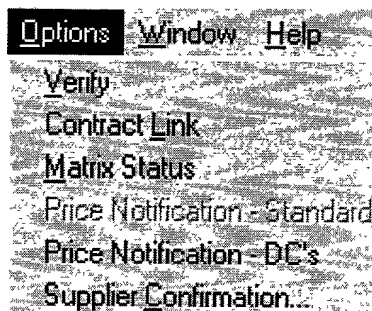 Options Window Help
Verify
Contract Link
Matrix Status
Price Notification - Standard
Price Notification - DC's
Supplier Confirmation...